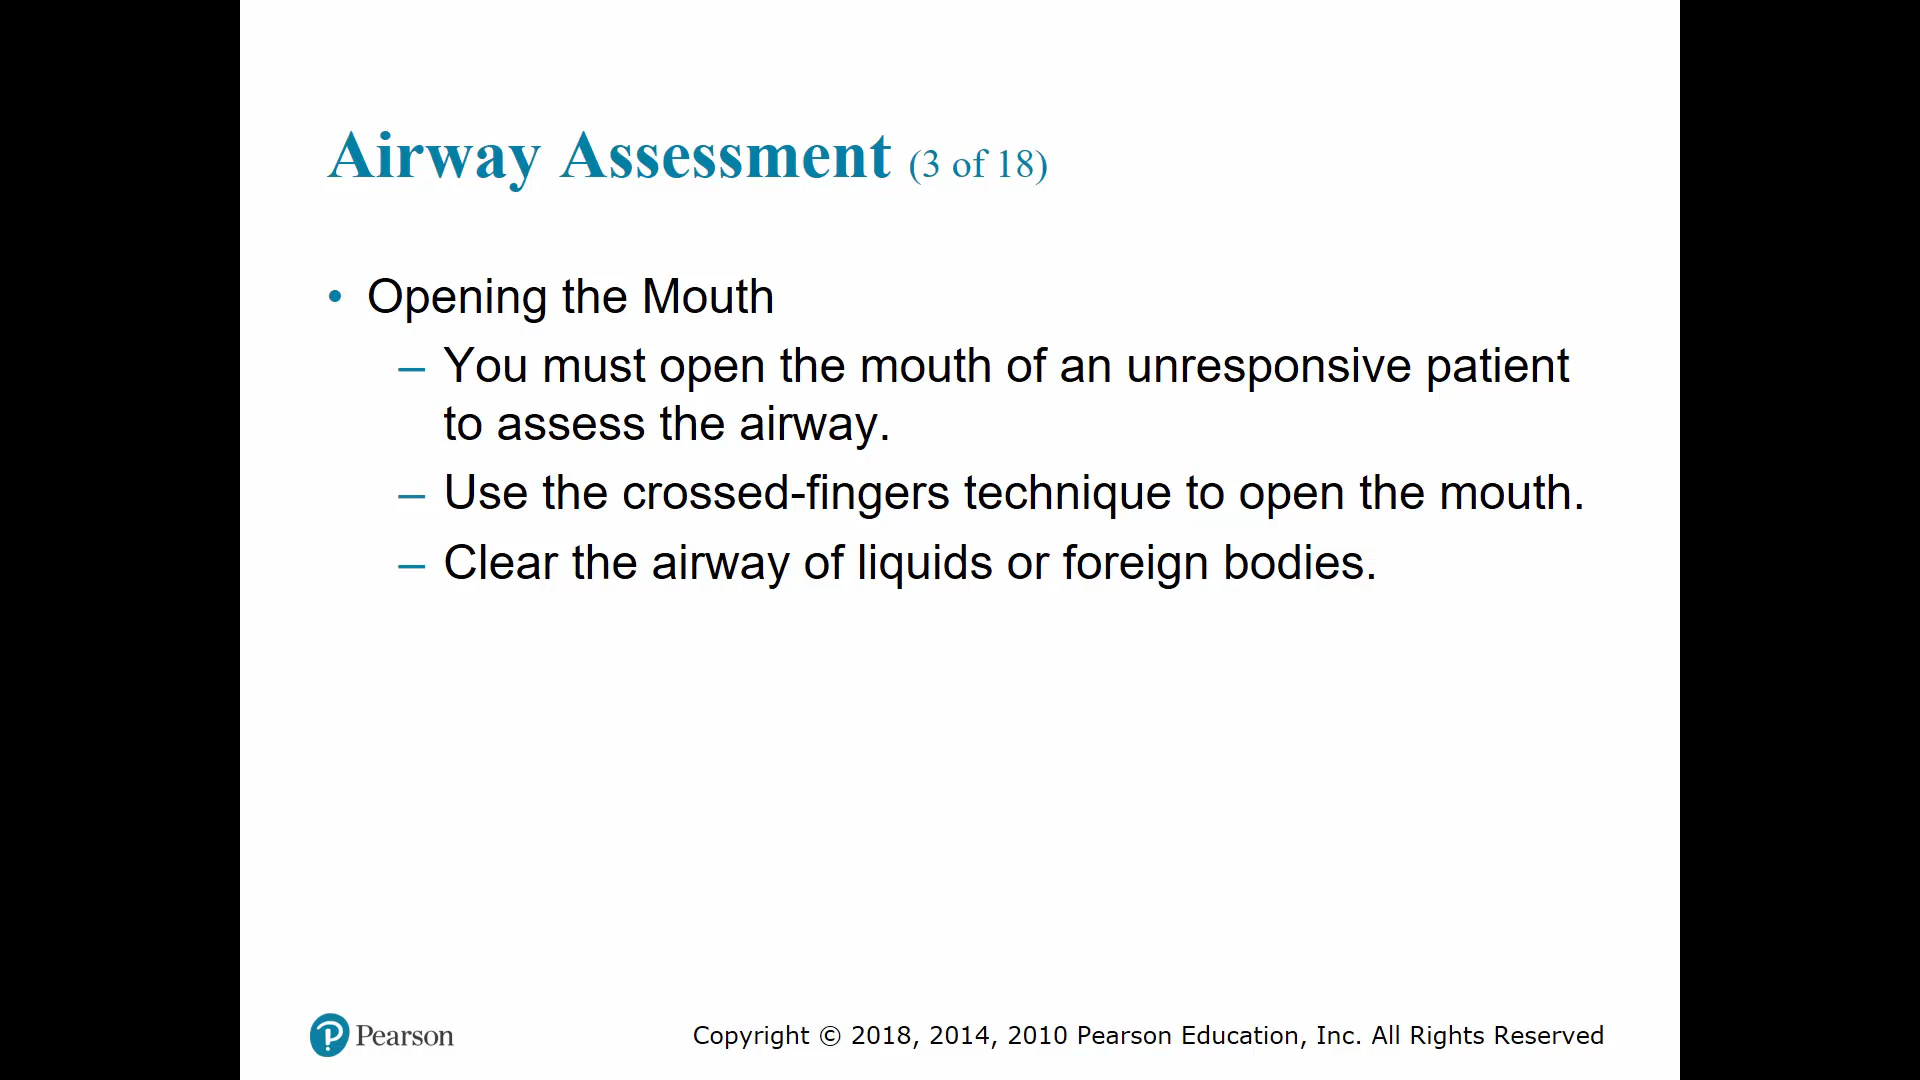 Airway Assessment (3 of 18)
• Opening the Mouth
– You must open the mouth of an unresponsive patient
to assess the airway.
– Use the crossed-fingers technique to open the mouth.
– Clear the airway of liquids or foreign bodies.
P Pearson
Copyright © 2018, 2014, 2010 Pearson Education, Inc. All Rights Reserved